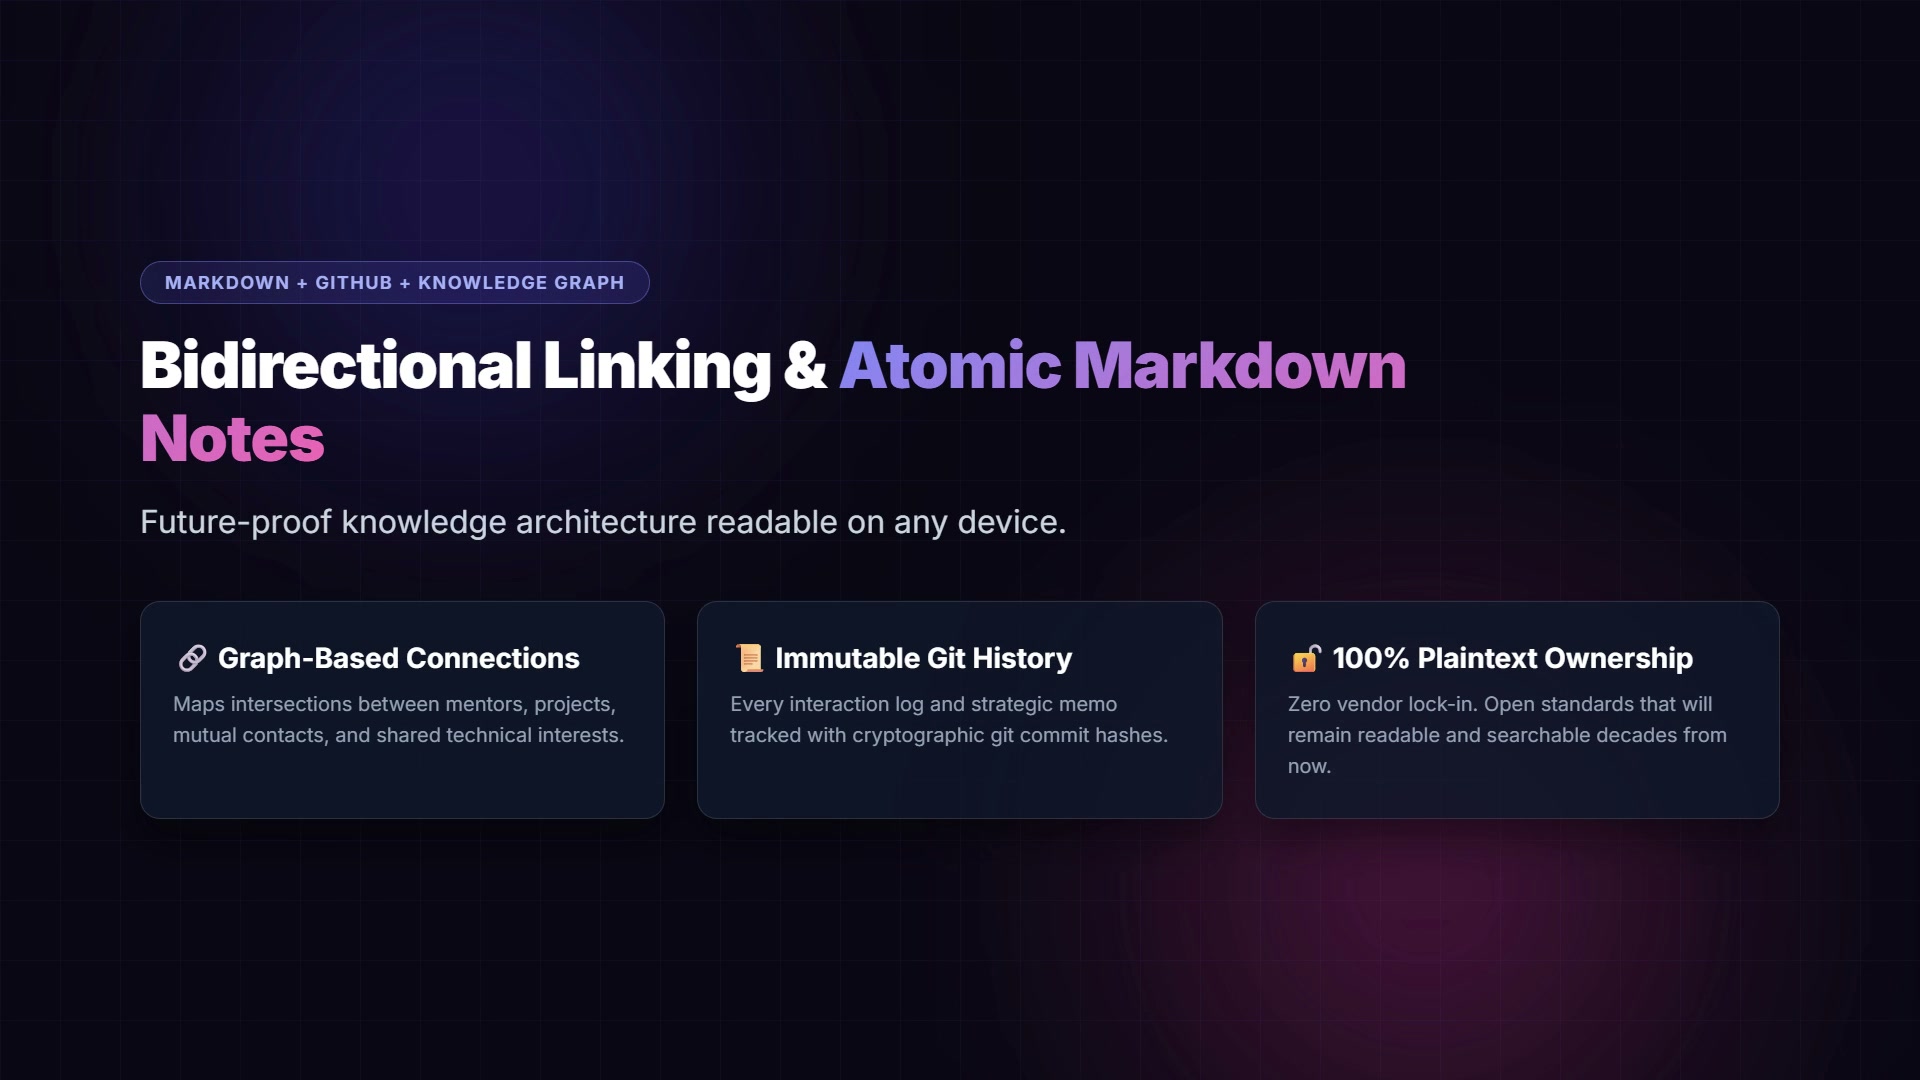 MARKDOWN + GITHUB + KNOWLEDGE GRAPH
Bidirectional Linking & Atomic Markdown
Notes
Future-proof knowledge architecture readable on any device.
🔗 Graph-Based Connections
Maps intersections between mentors, projects,
mutual contacts, and shared technical interests.
📜 Immutable Git History
Every interaction log and strategic memo
tracked with cryptographic git commit hashes.
🔓 100% Plaintext Ownership
Zero vendor lock-in. Open standards that will
remain readable and searchable decades from
now.